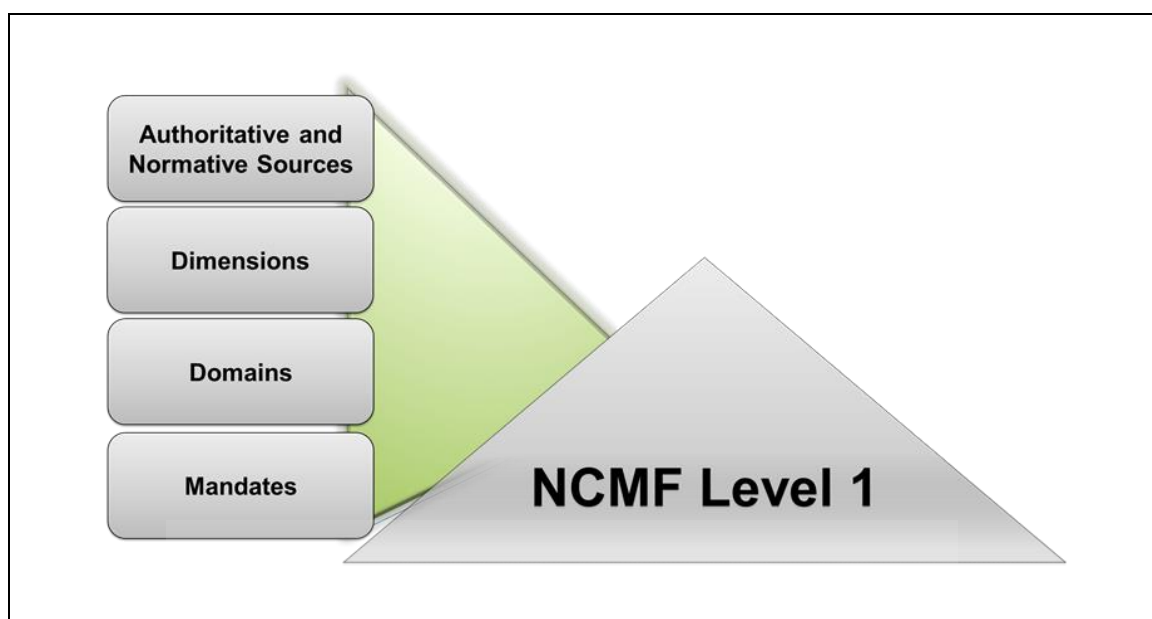 Authoritative and
Normative Sources
Dimensions
Domains
Mandates
NCMF Level 1